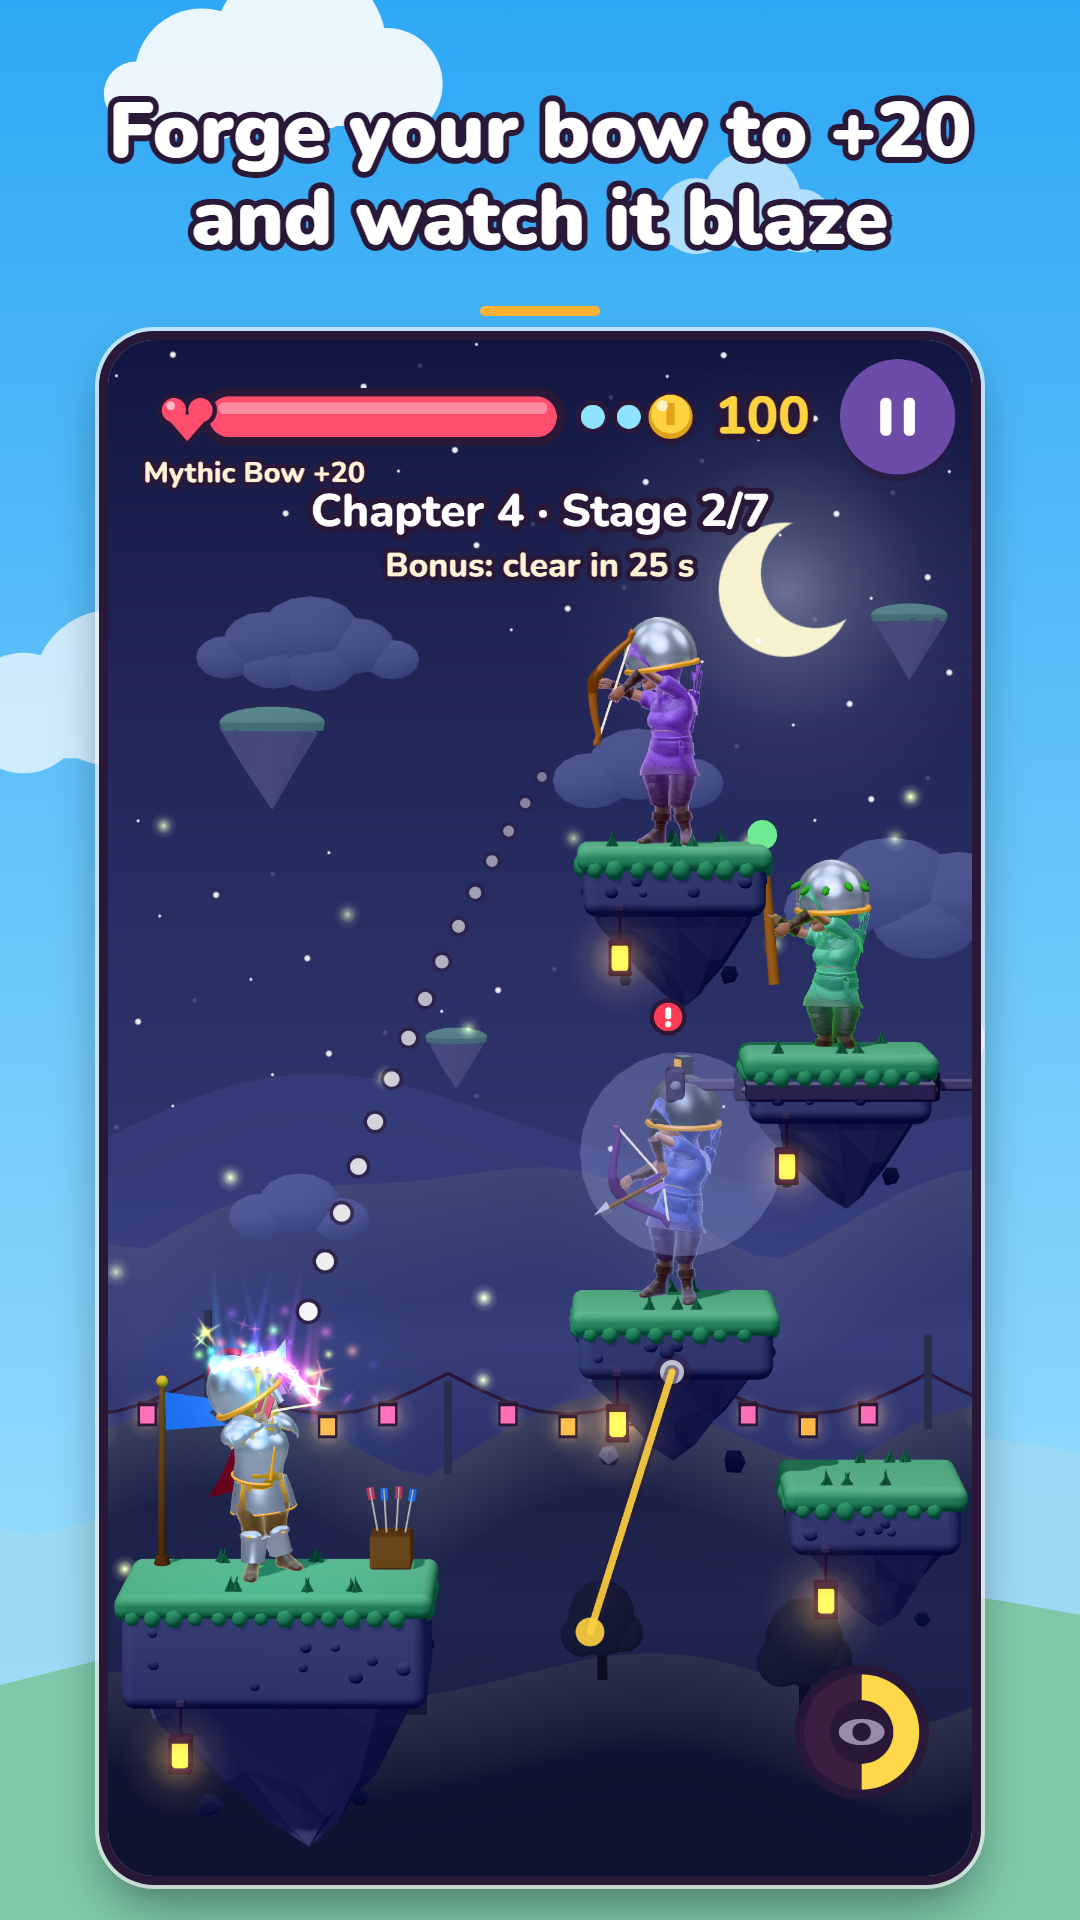 Forge your bow to +20
and watch it blaze
100
Mythic Bow +20
Chapter 4 · Stage 2/7
Bonus: clear in 25 s